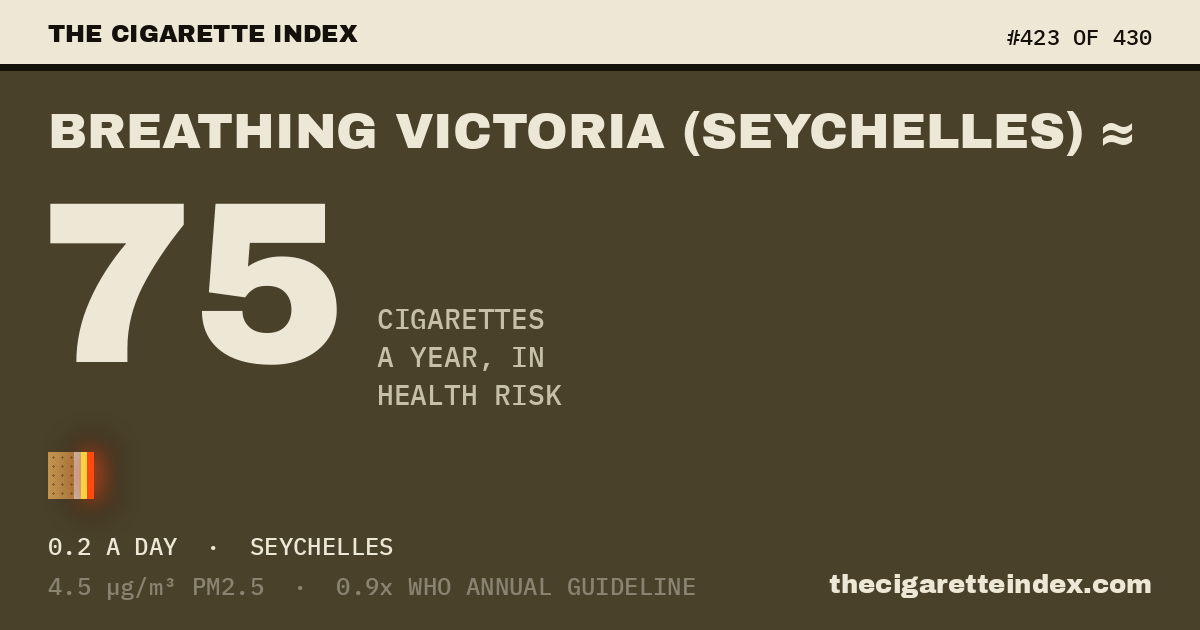 THE CIGARETTE INDEX
#423 OF 430
BREATHING VICTORIA (SEYCHELLES) ≈
75
CIGARETTES
A YEAR, IN
HEALTH RISK
0.2 A DAY · SEYCHELLES
4.5 µg/m³ PM2.5 · 0.9x WHO ANNUAL GUIDELINE
thecigaretteindex.com